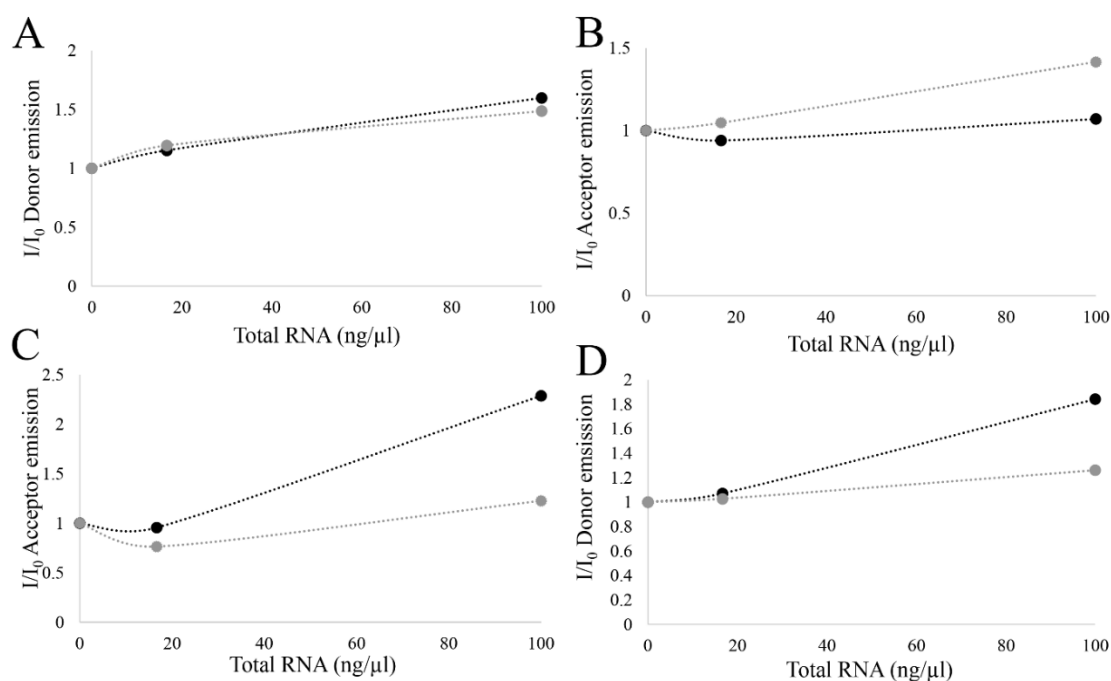 A
I/I0 Donor emission
2
1.5
1
0.5
0
0 20 40 60 80 100
Total RNA (ng/µl)
B
I/I0 Acceptor emission
1.5
1
0.5
0
0 20 40 60 80 100
Total RNA (ng/µl)
C
I/I0 Acceptor emission
2.5
2
1.5
1
0.5
0
0 20 40 60 80 100
Total RNA (ng/µl)
D
I/I0 Donor emsission
2
1.8
1.6
1.4
1.2
1
0.8
0.6
0.4
0.2
0
0 20 40 60 80 100
Total RNA (ng/µl)